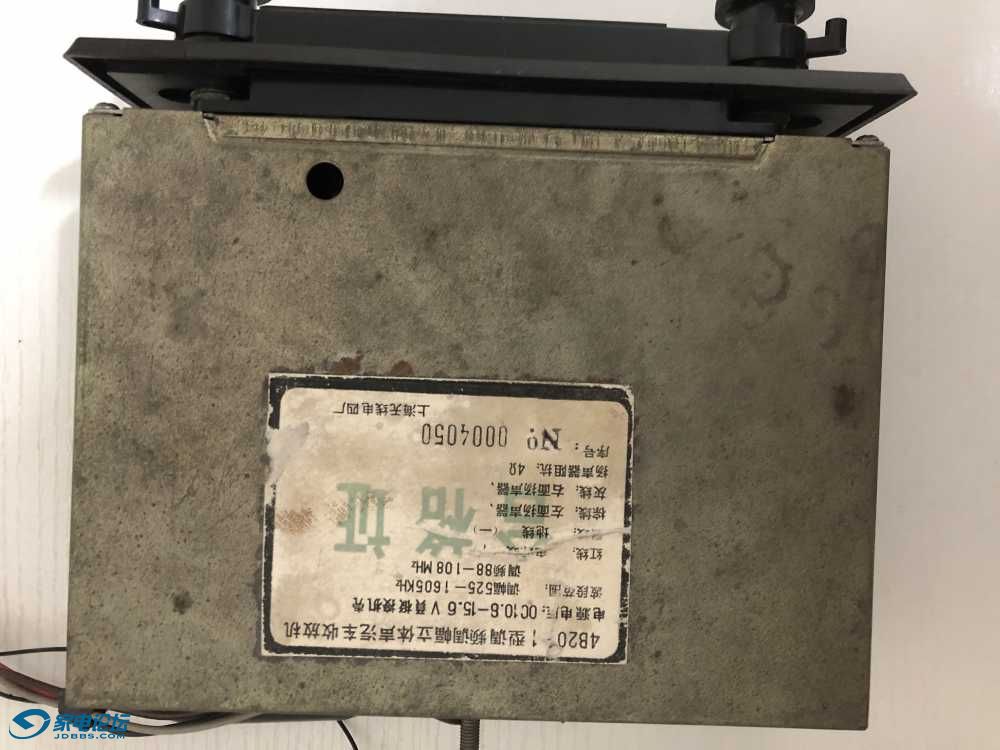 4B20-1型调频调幅立体声汽车收放机
电源电压：DC10.8-15.6V负极接机壳
波段范围：调幅525-1605KHz
调频88-108MHz
红线：
地线（一）
棕线：左面扬声器、
灰线：右面扬声器、
扬声器阻抗：4Ω
序号：No 0004050
上海无线电四厂
合格证
家电论坛
JDBBS.COM